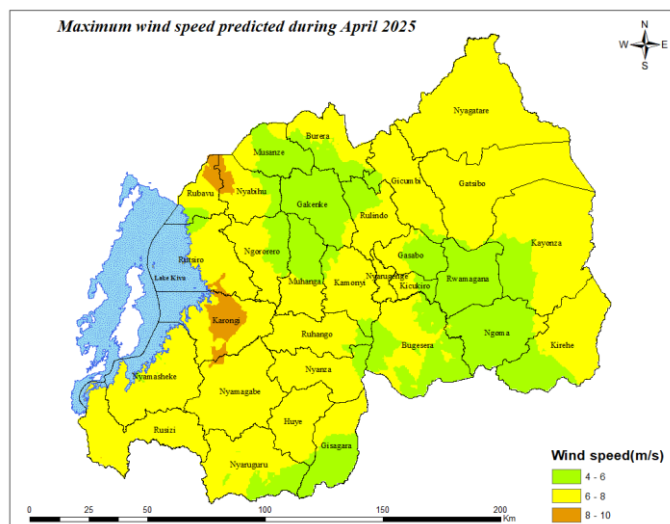 Maximum wind speed predicted during April 2025
N
W E
S
Nyagatare
Burera
Musanze
Gicumbi
Gatsibo
Rubavu
Nyabihu
Gakenke
Rulindo
Kayonza
Rutsiro
Ngororero
Gasabo
Rwamagana
Lake Kivu
Muhanga
Kamonyi
Nyarugenge
Kicukiro
Karongi
Ruhango
Bugesera
Ngoma
Kirehe
Nyamasheke
Nyanza
Nyamagabe
Huye
Rusizi
Gisagara
Nyaruguru
Wind speed(m/s)
4 - 6
6 - 8
8 - 10
0 25 50 100 150 200
Km